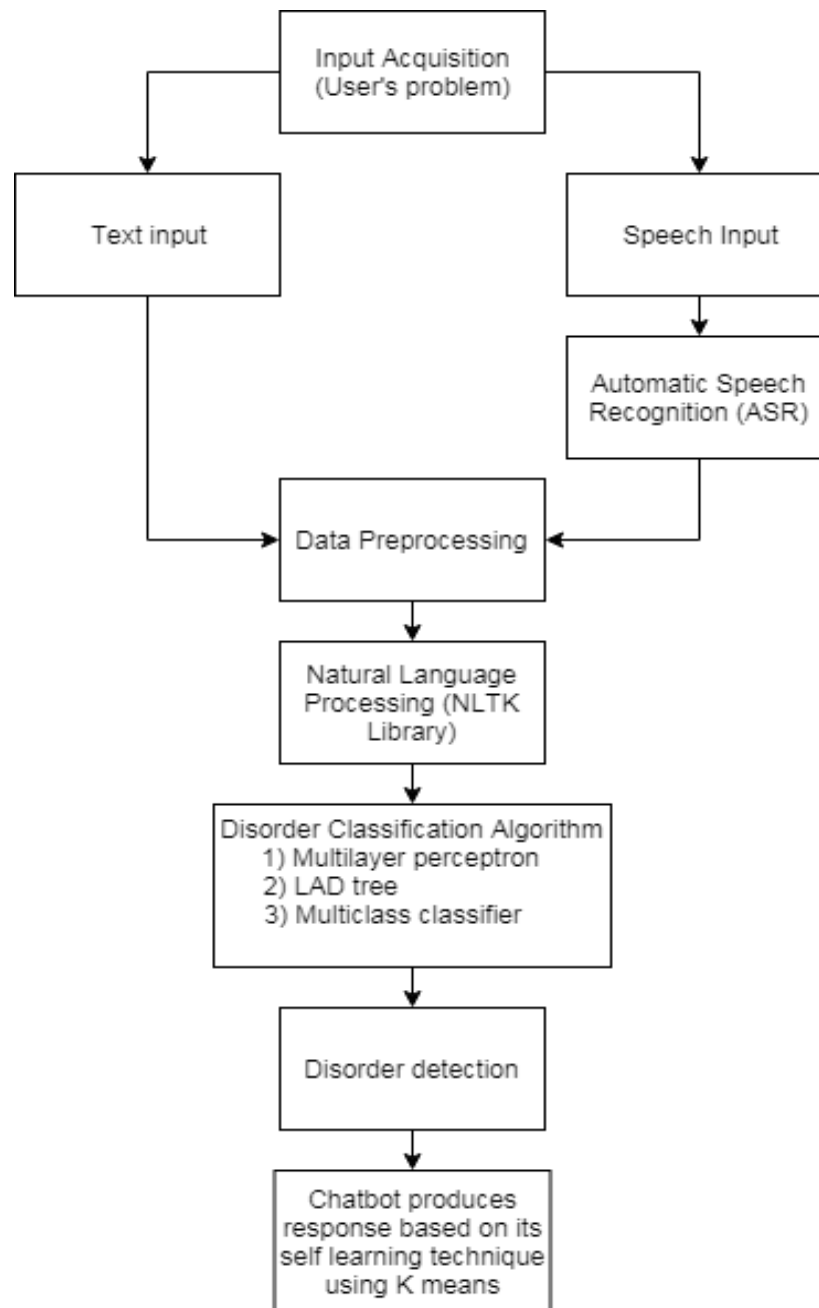 Input Acquisition
(User's problem)
Text input
Speech Input
Automatic Speech
Recognition (ASR)
Data Preprocessing
Natural Language
Processing (NLTK
Library)
Disorder Classification Algorithm
1) Multilayer perceptron
2) LAD tree
3) Multiclass classifier
Disorder detection
Chatbot produces
response based on its
self learning technique
using K means